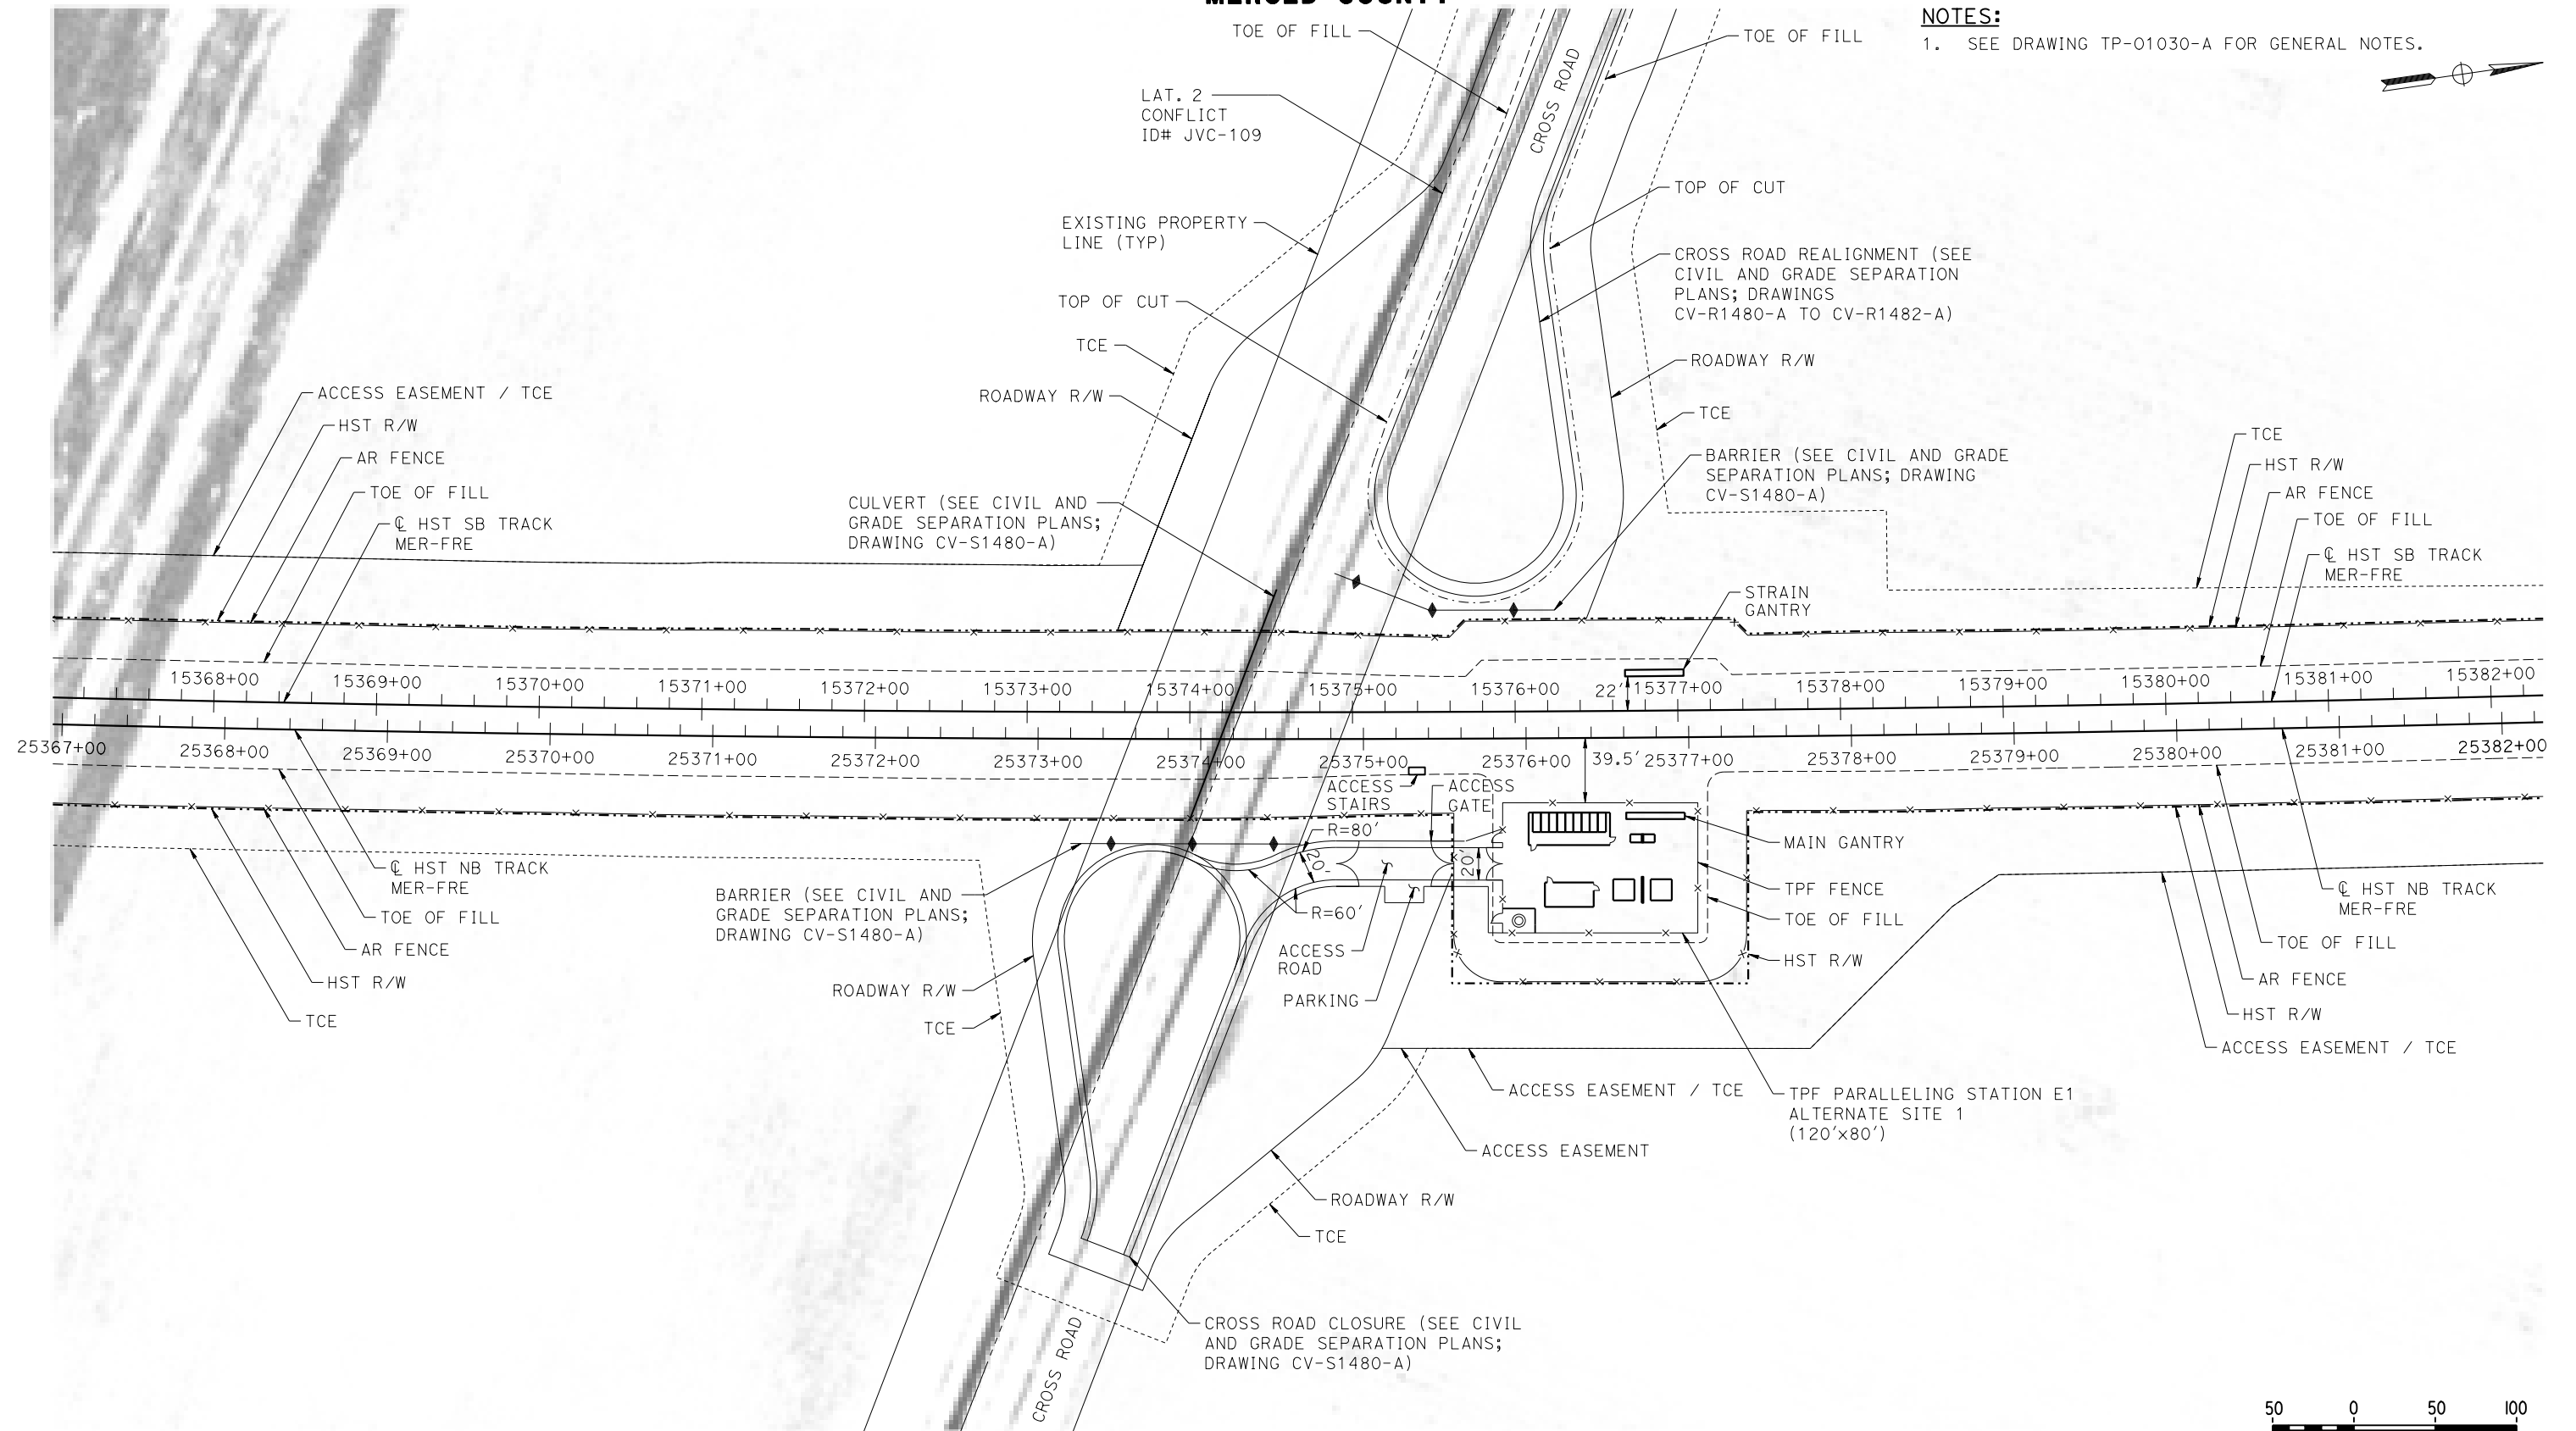 MERCED COUNTY
NOTES:
1. SEE DRAWING TP-01030-A FOR GENERAL NOTES.
TOE OF FILL
TOE OF FILL
CROSS ROAD
LAT. 2
CONFLICT
ID# JVC-109
TOP OF CUT
EXISTING PROPERTY
LINE (TYP)
CROSS ROAD REALIGNMENT (SEE
CIVIL AND GRADE SEPARATION
PLANS; DRAWINGS
CV-R1480-A TO CV-R1482-A)
TOP OF CUT
TCE
ROADWAY R/W
ROADWAY R/W
TCE
ACCESS EASEMENT / TCE
HST R/W
AR FENCE
TOE OF FILL
℄ HST SB TRACK
MER-FRE
CULVERT (SEE CIVIL AND
GRADE SEPARATION PLANS;
DRAWING CV-S1480-A)
BARRIER (SEE CIVIL AND GRADE
SEPARATION PLANS; DRAWING
CV-S1480-A)
TCE
HST R/W
AR FENCE
TOE OF FILL
℄ HST SB TRACK
MER-FRE
STRAIN
GANTRY
15368+00
15369+00
15370+00
15371+00
15372+00
15373+00
15374+00
15375+00
15376+00
22'
15377+00
15378+00
15379+00
15380+00
15381+00
15382+00
25367+00
25368+00
25369+00
25370+00
25371+00
25372+00
25373+00
25374+00
25375+00
25376+00
39.5'
25377+00
25378+00
25379+00
25380+00
25381+00
25382+00
ACCESS
STAIRS
ACCESS
GATE
R=80'
20'
20'
R=60'
MAIN GANTRY
TPF FENCE
TOE OF FILL
HST R/W
℄ HST NB TRACK
MER-FRE
TOE OF FILL
AR FENCE
HST R/W
TCE
BARRIER (SEE CIVIL AND
GRADE SEPARATION PLANS;
DRAWING CV-S1480-A)
ROADWAY R/W
TCE
ACCESS
ROAD
PARKING
℄ HST NB TRACK
MER-FRE
TOE OF FILL
AR FENCE
HST R/W
ACCESS EASEMENT / TCE
ACCESS EASEMENT / TCE
ACCESS EASEMENT
TPF PARALLELING STATION E1
ALTERNATE SITE 1
(120'x80')
ROADWAY R/W
TCE
CROSS ROAD CLOSURE (SEE CIVIL
AND GRADE SEPARATION PLANS;
DRAWING CV-S1480-A)
CROSS ROAD
50 0 50 100